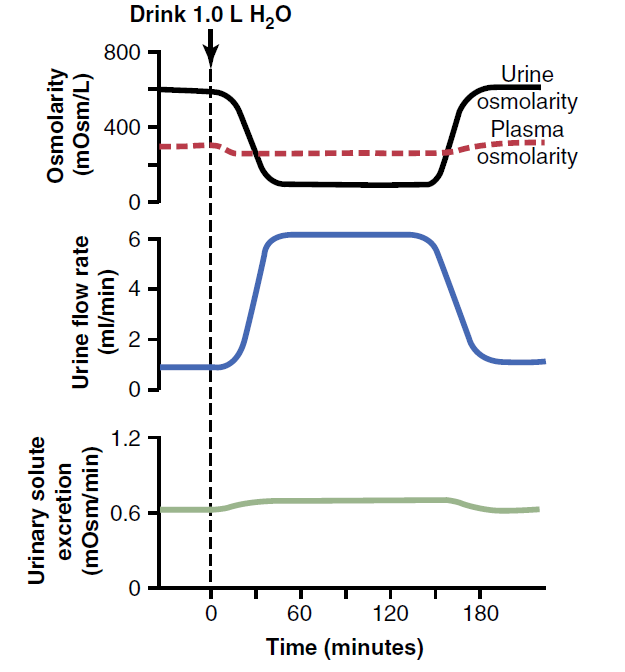 Drink 1.0 L H₂O
800
400
0
Osmolarity
(mOsm/L)
Urine
osmolarity
Plasma
osmolarity
6
4
2
0
Urine flow rate
(ml/min)
1.2
0.6
0
Urinary solute
excretion
(mOsm/min)
0 60 120 180
Time (minutes)